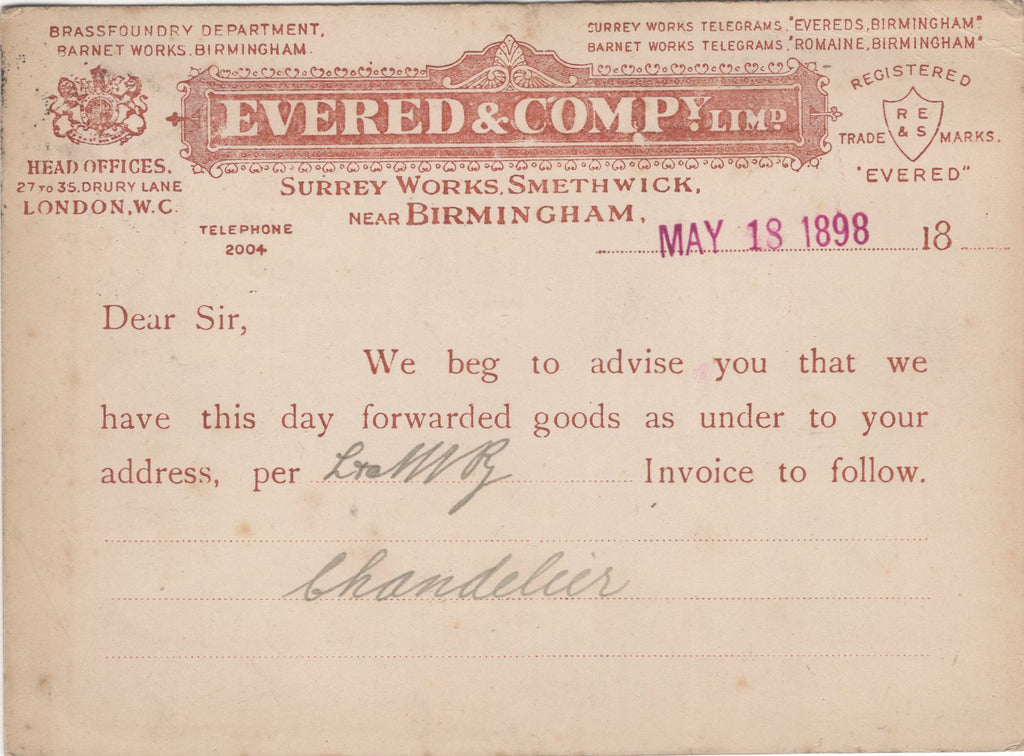 BRASSFOUNDRY DEPARTMENT,
BARNET WORKS, BIRMINGHAM.
SURREY WORKS TELEGRAMS, "EVEREDS, BIRMINGHAM"
BARNET WORKS TELEGRAMS, "ROMAINE, BIRMINGHAM"
EVERED & COMPY. LIMD.
HEAD OFFICES,
27 TO 35, DRURY LANE
LONDON, W.C.
REGISTERED
R E
& S
TRADE MARKS.
"EVERED"
SURREY WORKS, SMETHWICK,
NEAR BIRMINGHAM,
TELEPHONE
2004
MAY 18 1898 18
Dear Sir,
We beg to advise you that we
have this day forwarded goods as under to your
address, per L&NW Ry Invoice to follow.
Chandelier